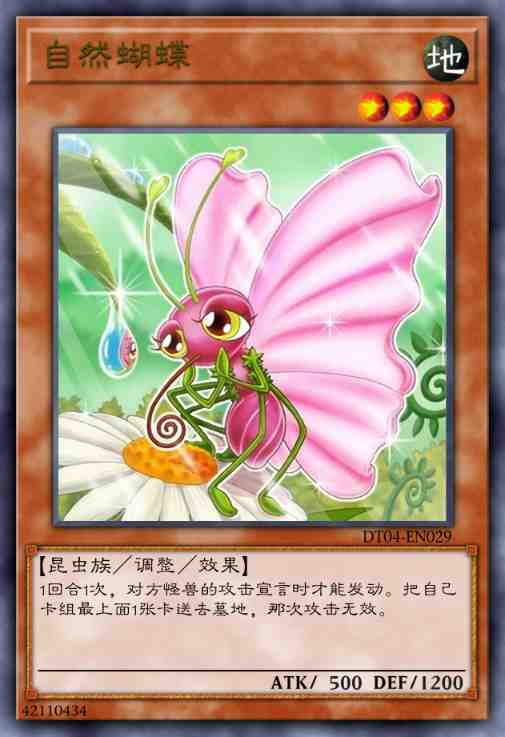 自然蝴蝶
地
DT04-EN029
【昆虫族／调整／效果】
1回合1次，对方怪兽的攻击宣言时才能发动。把自己
卡组最上面1张卡送去墓地，那次攻击无效。
ATK/ 500 DEF/1200
42110434